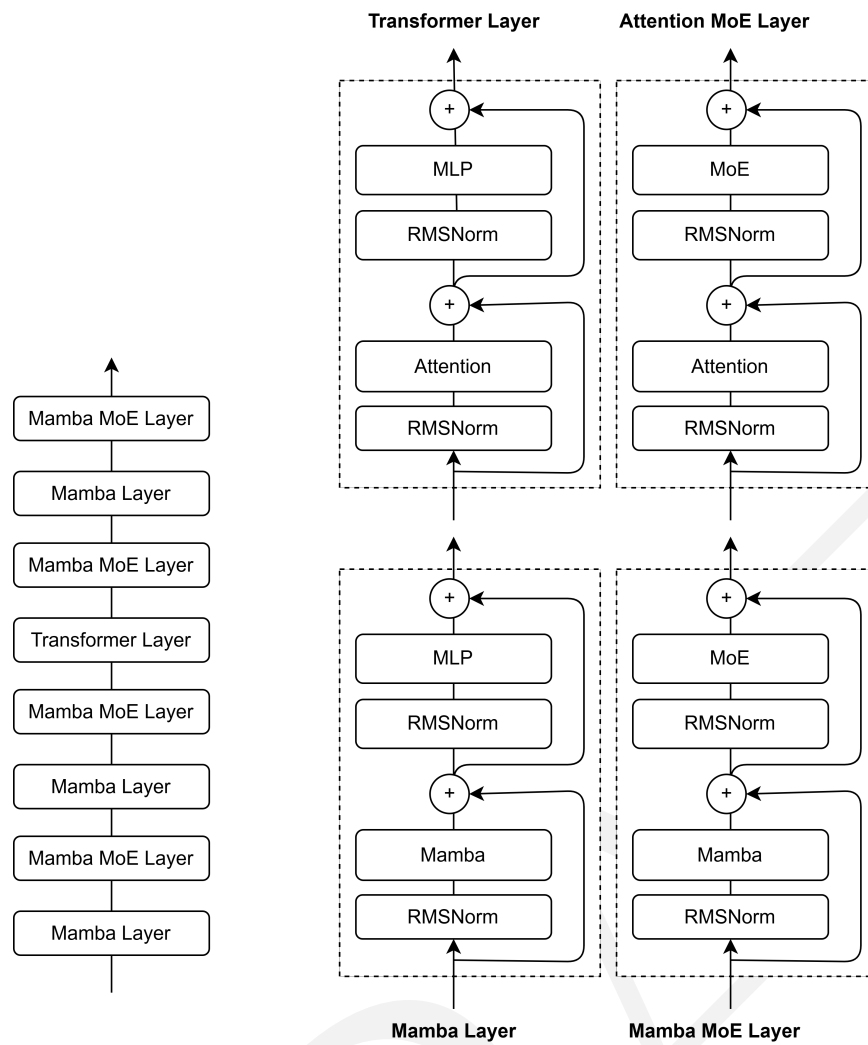 Mamba MoE Layer
Mamba Layer
Mamba MoE Layer
Transformer Layer
Mamba MoE Layer
Mamba Layer
Mamba MoE Layer
Mamba Layer
Transformer Layer
+
MLP
RMSNorm
+
Attention
RMSNorm
Attention MoE Layer
+
MoE
RMSNorm
+
Attention
RMSNorm
+
MLP
RMSNorm
+
Mamba
RMSNorm
Mamba Layer
+
MoE
RMSNorm
+
Mamba
RMSNorm
Mamba MoE Layer